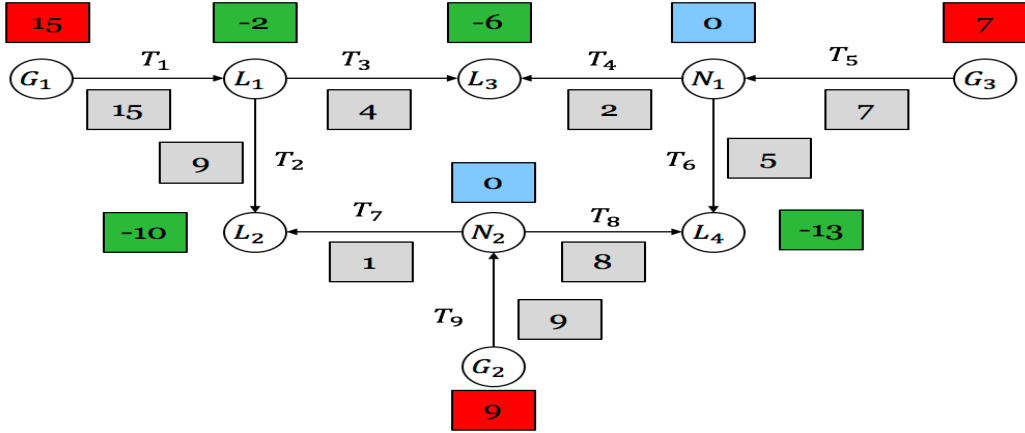 15 -2 -6 0 7
T₁ T₃ T₄ T₅
G₁ L₁ L₃ N₁ G₃
15 4 2 7
9 T₂ T₆ 5
0
T₇ T₈
-10 L₂ N₂ L₄ -13
1 8
T₉ 9
G₂
9